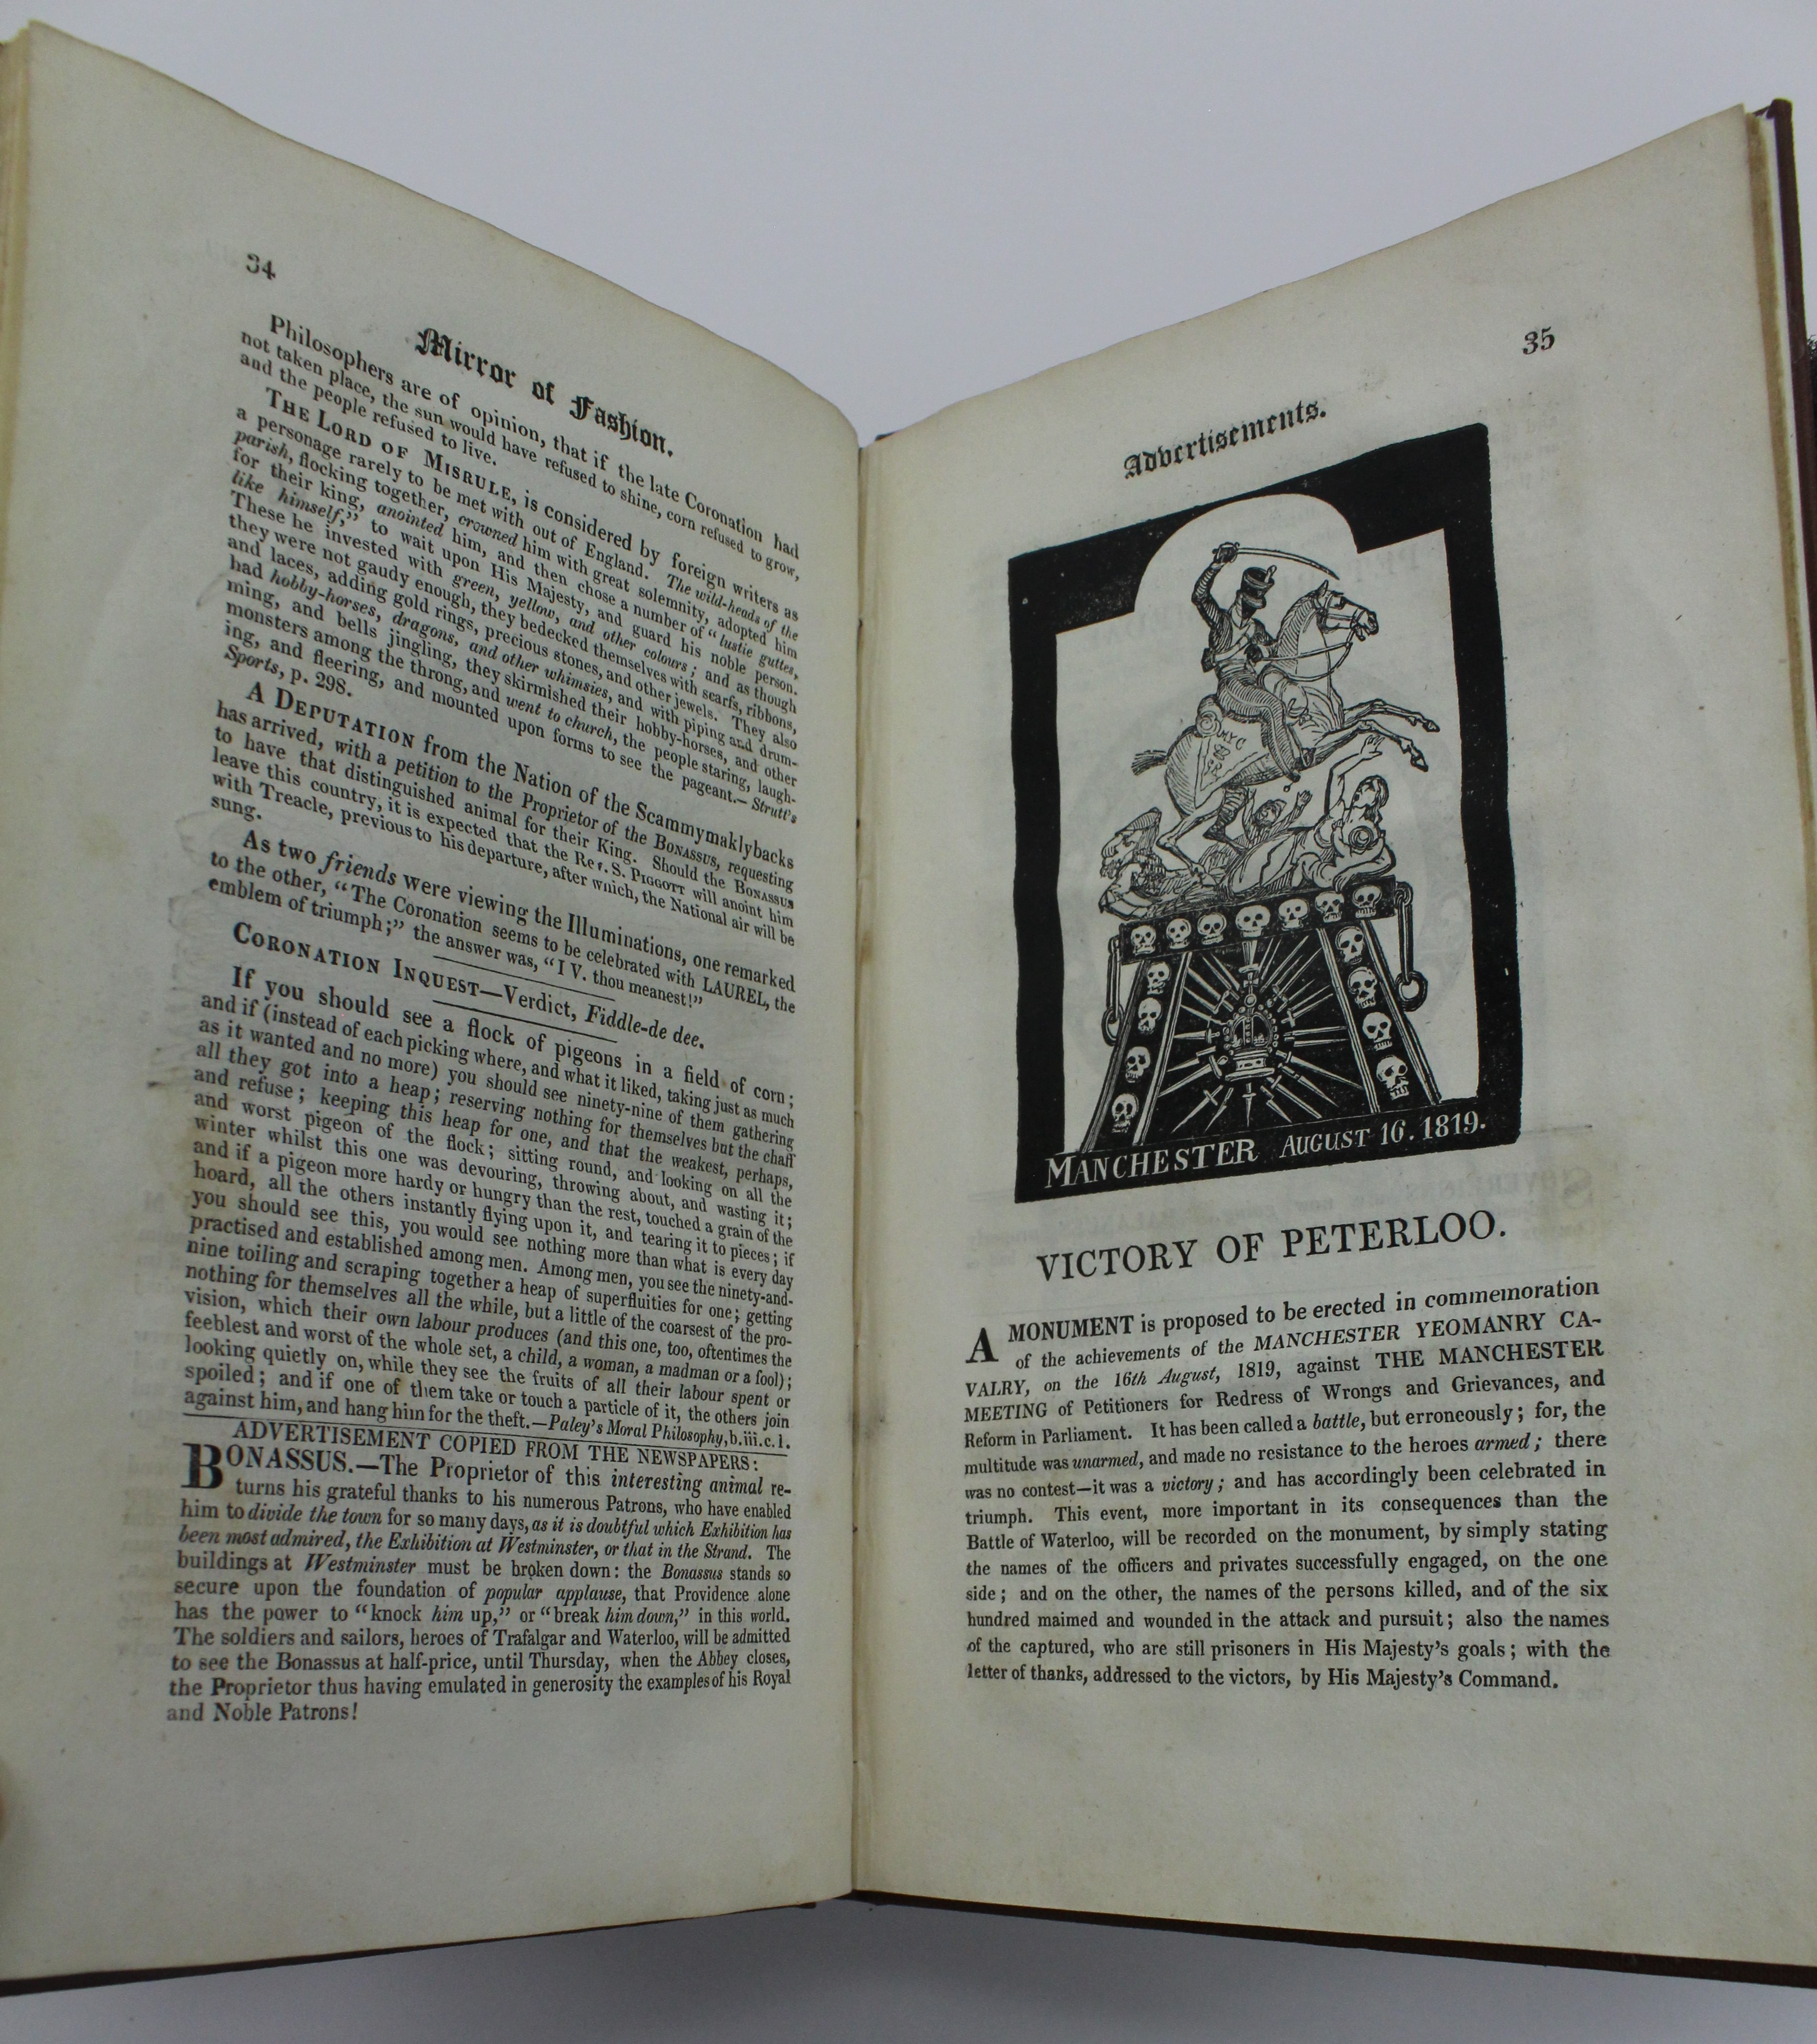 34
Mirror of Fashion.
Philosophers are of opinion, that if the late Coronation had
not taken place, the sun would have refused to shine, corn refused to grow,
and the people refused to live.
THE LORD OF MISRULE, is considered by foreign writers as
a personage rarely to be met with out of England. The wild-heads of the
parish, flocking together, crowned him with great solemnity, adopted him
for their king, anointed him, and then chose a number of "lustie guttes,
like himself," to wait upon His Majesty, and guard his noble person.
These he invested with green, yellow, and other colours; and as though
they were not gaudy enough, they bedecked themselves with scarfs, ribbons,
and laces, adding gold rings, precious stones, and other jewels. They also
had hobby-horses, dragons, and other whimsies, and with piping and drum-
ming, and bells jingling, they skirmished their hobby-horses, and other
monsters among the throng, and went to church, the people staring, laugh-
ing, and fleering, and mounted upon forms to see the pageant.—Strutt's
Sports, p. 298.
A DEPUTATION from the Nation of the Scammymaklybacks
has arrived, with a petition to the Proprietor of the BONASSUS, requesting
to have that distinguished animal for their King. Should the BONASSUS
leave this country, it is expected that the Rev. S. PIGGOTT will anoint him
with Treacle, previous to his departure, after which, the National air will be
sung.
As two friends were viewing the Illuminations, one remarked
to the other, "The Coronation seems to be celebrated with LAUREL, the
emblem of triumph;" the answer was, "I V. thou meanest!"
CORONATION INQUEST—Verdict, Fiddle-de dee.
If you should see a flock of pigeons in a field of corn;
and if (instead of each picking where, and what it liked, taking just as much
as it wanted and no more) you should see ninety-nine of them gathering
all they got into a heap; reserving nothing for themselves but the chaff
and refuse; keeping this heap for one, and that the weakest, perhaps,
and worst pigeon of the flock; sitting round, and looking on all the
winter whilst this one was devouring, throwing about, and wasting it;
and if a pigeon more hardy or hungry than the rest, touched a grain of the
hoard, all the others instantly flying upon it, and tearing it to pieces; if
you should see this, you would see nothing more than what is every day
practised and established among men. Among men, you see the ninety-and-
nine toiling and scraping together a heap of superfluities for one; getting
nothing for themselves all the while, but a little of the coarsest of the pro-
vision, which their own labour produces (and this one, too, oftentimes the
feeblest and worst of the whole set, a child, a woman, a madman or a fool);
looking quietly on, while they see the fruits of all their labour spent or
spoiled; and if one of them take or touch a particle of it, the others join
against him, and hang him for the theft.—Paley's Moral Philosophy, b.iii.c.1.
ADVERTISEMENT COPIED FROM THE NEWSPAPERS:
BONASSUS.—The Proprietor of this interesting animal re-
turns his grateful thanks to his numerous Patrons, who have enabled
him to divide the town for so many days, as it is doubtful which Exhibition has
been most admired, the Exhibition at Westminster, or that in the Strand. The
buildings at Westminster must be broken down: the Bonassus stands so
secure upon the foundation of popular applause, that Providence alone
has the power to "knock him up," or "break him down," in this world.
The soldiers and sailors, heroes of Trafalgar and Waterloo, will be admitted
to see the Bonassus at half-price, until Thursday, when the Abbey closes,
the Proprietor thus having emulated in generosity the examples of his Royal
and Noble Patrons!
35
Advertisements.
MYC
MANCHESTER AUGUST 16. 1819.
VICTORY OF PETERLOO.
A MONUMENT is proposed to be erected in commemoration
of the achievements of the MANCHESTER YEOMANRY CA-
VALRY, on the 16th August, 1819, against THE MANCHESTER
MEETING of Petitioners for Redress of Wrongs and Grievances, and
Reform in Parliament. It has been called a battle, but erroneously; for, the
multitude was unarmed, and made no resistance to the heroes armed; there
was no contest—it was a victory; and has accordingly been celebrated in
triumph. This event, more important in its consequences than the
Battle of Waterloo, will be recorded on the monument, by simply stating
the names of the officers and privates successfully engaged, on the one
side; and on the other, the names of the persons killed, and of the six
hundred maimed and wounded in the attack and pursuit; also the names
of the captured, who are still prisoners in His Majesty's goals; with the
letter of thanks, addressed to the victors, by His Majesty's Command.